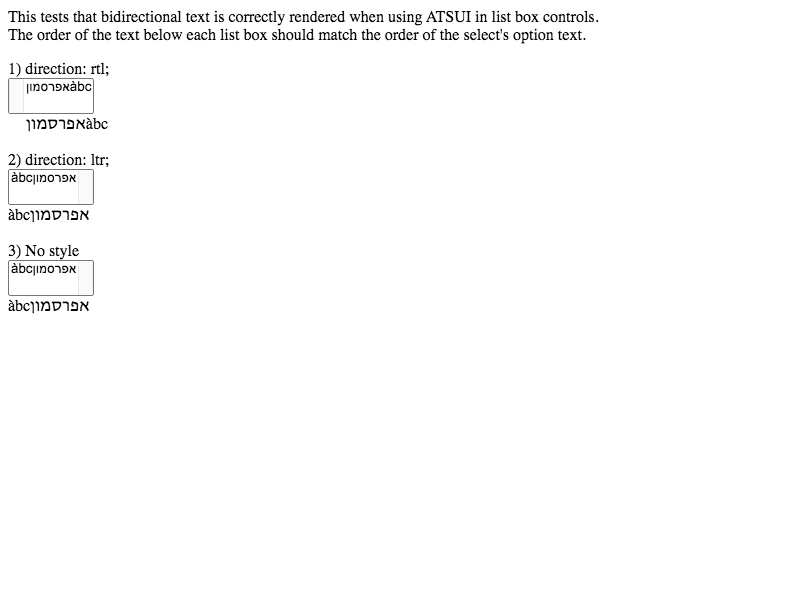 This tests that bidirectional text is correctly rendered when using ATSUI in list box controls.
The order of the text below each list box should match the order of the select's option text.
1) direction: rtl;
àbcאפרסמון
àbcאפרסמון
2) direction: ltr;
àbcאפרסמון
àbcאפרסמון
3) No style
àbcאפרסמון
àbcאפרסמון